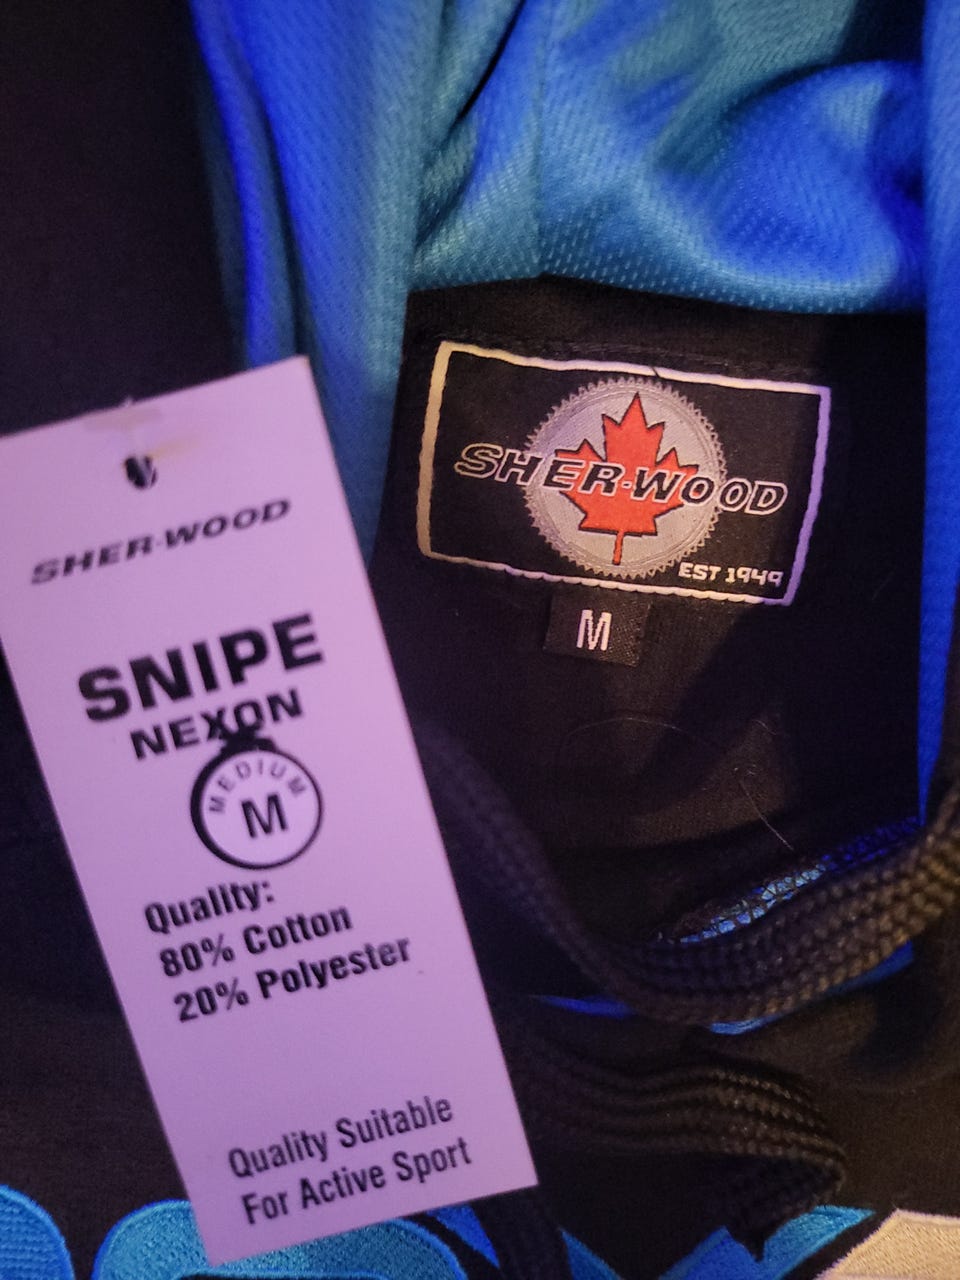 SHER-WOOD
SNIPE
NEXON
MEDIUM
M
Quality:
80% Cotton
20% Polyester
Quality Suitable
For Active Sport
SHER-WOOD
EST 1949
M